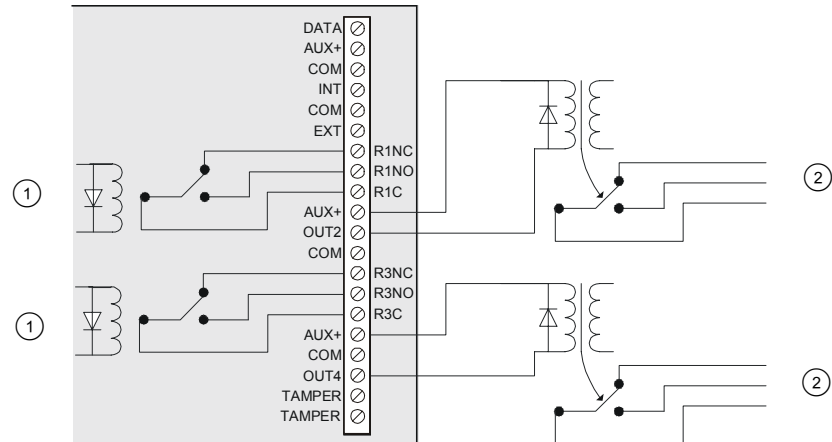 DATA
AUX+
COM
INT
COM
EXT
R1NC
R1NO
R1C
AUX+
OUT2
COM
R3NC
R3NO
R3C
AUX+
COM
OUT4
TAMPER
TAMPER
1
1
2
2